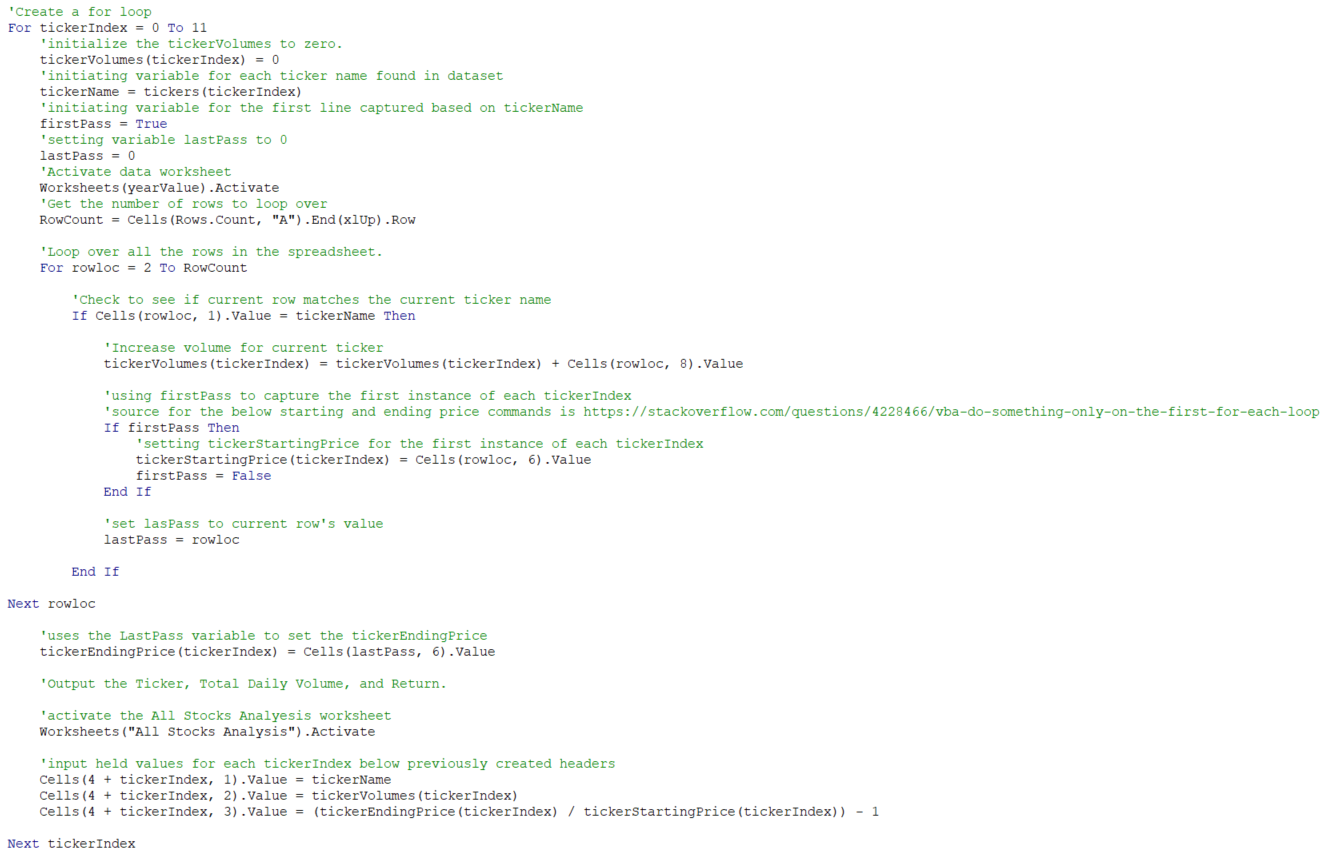 'Create a for loop
For tickerIndex = 0 To 11
    'initialize the tickerVolumes to zero.
    tickerVolumes(tickerIndex) = 0
    'initiating variable for each ticker name found in dataset
    tickerName = tickers(tickerIndex)
    'initiating variable for the first line captured based on tickerName
    firstPass = True
    'setting variable lastPass to 0
    lastPass = 0
    'Activate data worksheet
    Worksheets(yearValue).Activate
    'Get the number of rows to loop over
    RowCount = Cells(Rows.Count, "A").End(xlUp).Row
    'Loop over all the rows in the spreadsheet.
    For rowloc = 2 To RowCount
        'Check to see if current row matches the current ticker name
        If Cells(rowloc, 1).Value = tickerName Then
            'Increase volume for current ticker
            tickerVolumes(tickerIndex) = tickerVolumes(tickerIndex) + Cells(rowloc, 8).Value
            'using firstPass to capture the first instance of each tickerIndex
            'source for the below starting and ending price commands is https://stackoverflow.com/questions/4228466/vba-do-something-only-on-the-first-for-each-loop
            If firstPass Then
                'setting tickerStartingPrice for the first instance of each tickerIndex
                tickerStartingPrice(tickerIndex) = Cells(rowloc, 6).Value
                firstPass = False
            End If
            'set lasPass to current row's value
            lastPass = rowloc
        End If
Next rowloc
    'uses the LastPass variable to set the tickerEndingPrice
    tickerEndingPrice(tickerIndex) = Cells(lastPass, 6).Value
    'Output the Ticker, Total Daily Volume, and Return.
    'activate the All Stocks Analyesis worksheet
    Worksheets("All Stocks Analysis").Activate
    'input held values for each tickerIndex below previously created headers
    Cells(4 + tickerIndex, 1).Value = tickerName
    Cells(4 + tickerIndex, 2).Value = tickerVolumes(tickerIndex)
    Cells(4 + tickerIndex, 3).Value = (tickerEndingPrice(tickerIndex) / tickerStartingPrice(tickerIndex)) - 1
Next tickerIndex